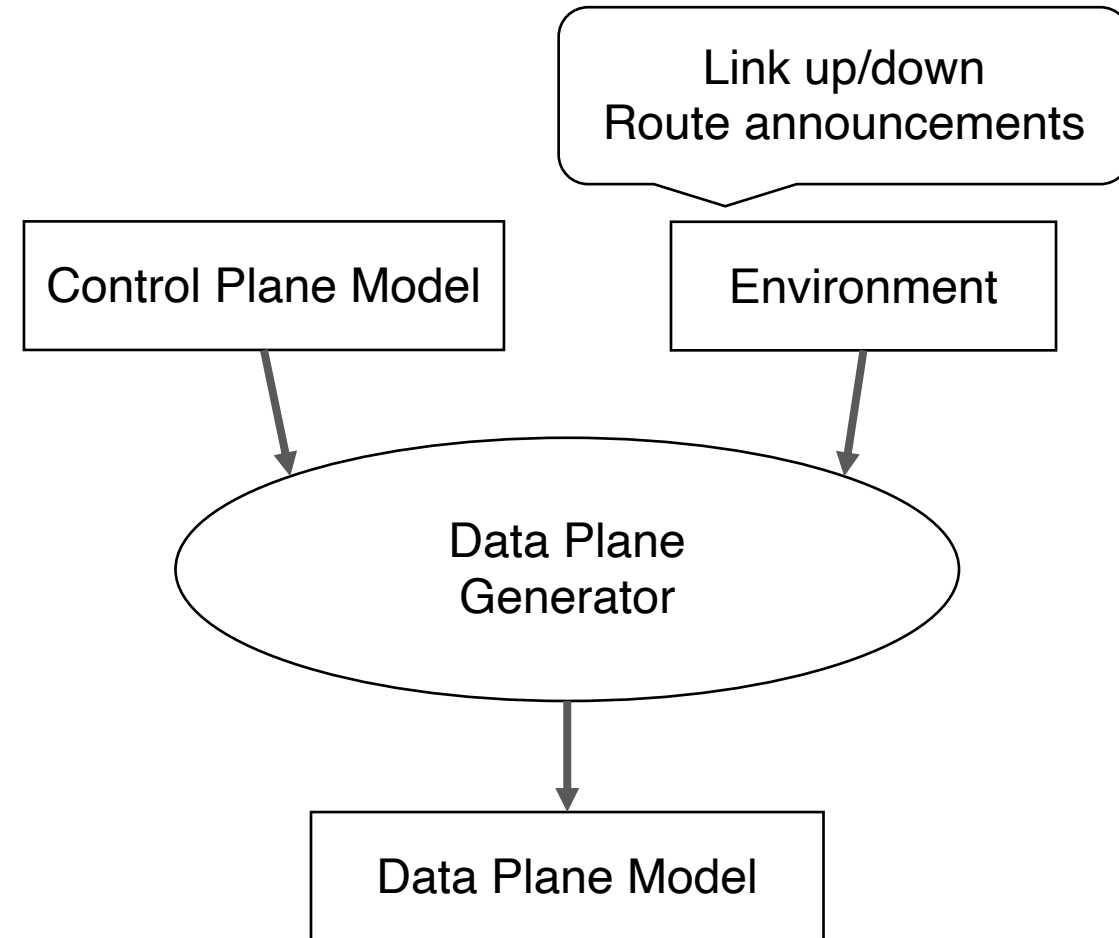 Link up/down
Route announcements
Control Plane Model
Environment
Data Plane
Generator
Data Plane Model